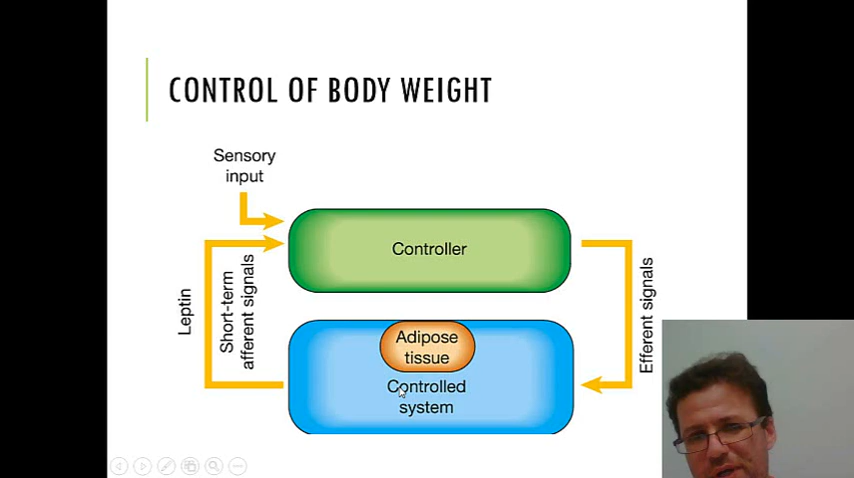 CONTROL OF BODY WEIGHT
Sensory
input
Controller
Leptin
Short-term
afferent signals
Efferent signals
Adipose
tissue
Controlled
system